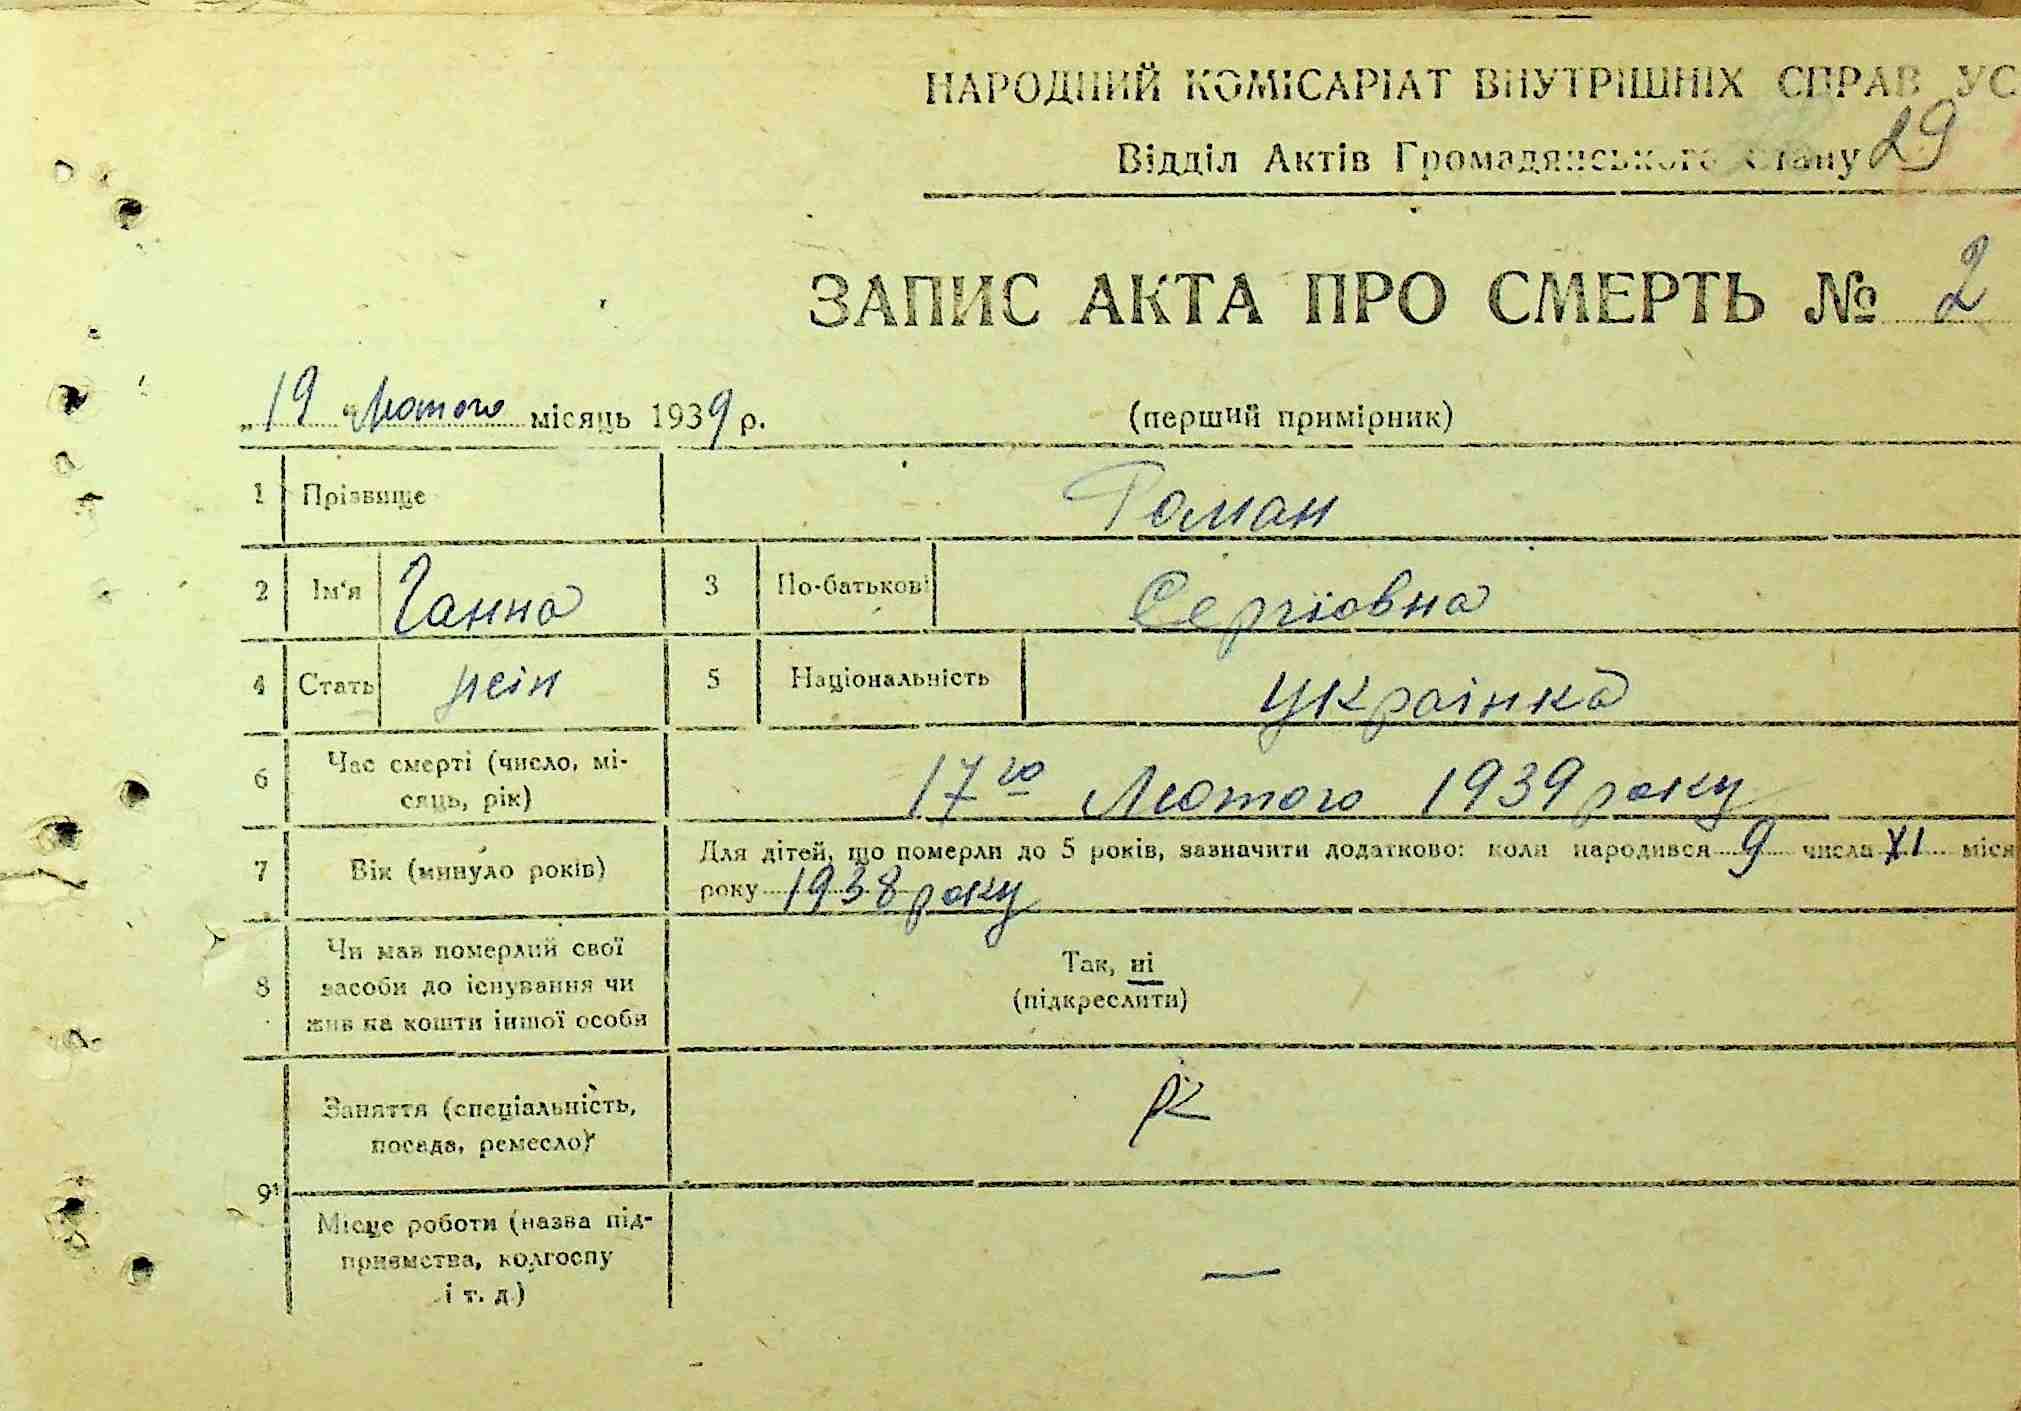 НАРОДНИЙ КОМІСАРІАТ ВНУТРІШНІХ СПРАВ УС
Відділ Актів Громадянського Стану 29
ЗАПИС АКТА ПРО СМЕРТЬ № 2
„19 “ Лютого місяць 1939 р. (перший примірник)
1 Прізвище Роман
2 Ім'я Ганна 3 По-батькові Сергіовна
4 Стать жін 5 Національність українка
6 Час смерті (число, мі-
сяць, рік) 17го Лютого 1939 року
7 Вік (минуло років) Для дітей, що померли до 5 років, зазначити додатково: коли народився 9 числа XI міся
року 1938 року
8 Чи мав померлий свої
засоби до існування чи
жив на кошти іншої особи
Так, ні
(підкреслити)
Заняття (спеціальність,
посада, ремесло)
9
Місце роботи (назва під-
приємства, колгоспу
і т. д.) —